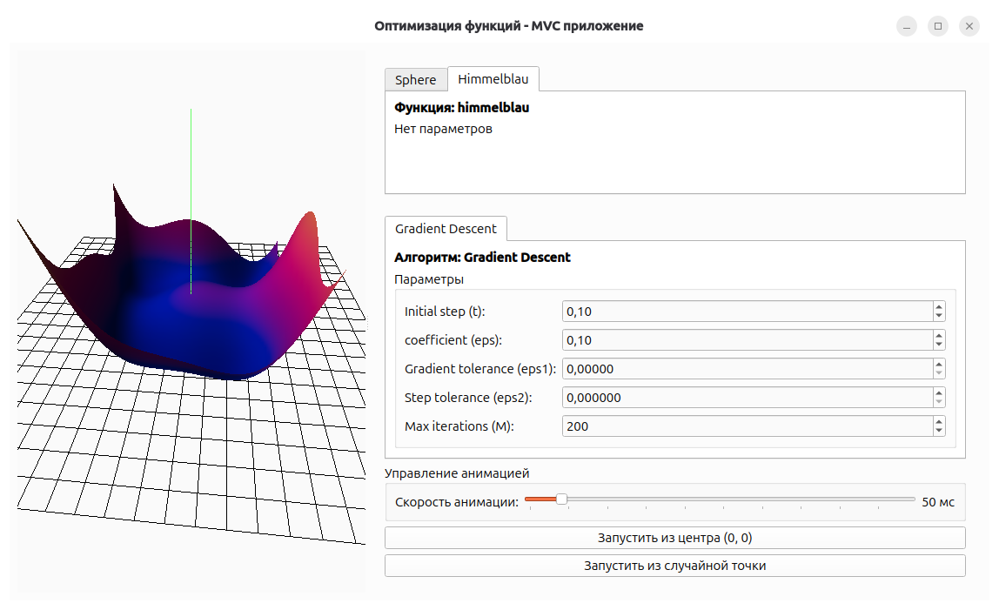 Оптимизация функций - MVC приложение
Sphere Himmelblau
Функция: himmelblau
Нет параметров
Gradient Descent
Алгоритм: Gradient Descent
Параметры
Initial step (t): 0,10
coefficient (eps): 0,10
Gradient tolerance (eps1): 0,00000
Step tolerance (eps2): 0,000000
Max iterations (M): 200
Управление анимацией
Скорость анимации: 50 мс
Запустить из центра (0, 0)
Запустить из случайной точки